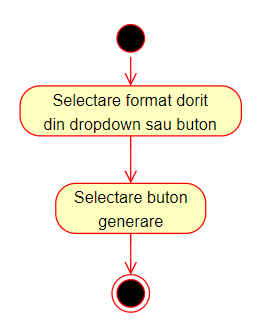 Selectare format dorit
din dropdown sau buton
Selectare buton
generare